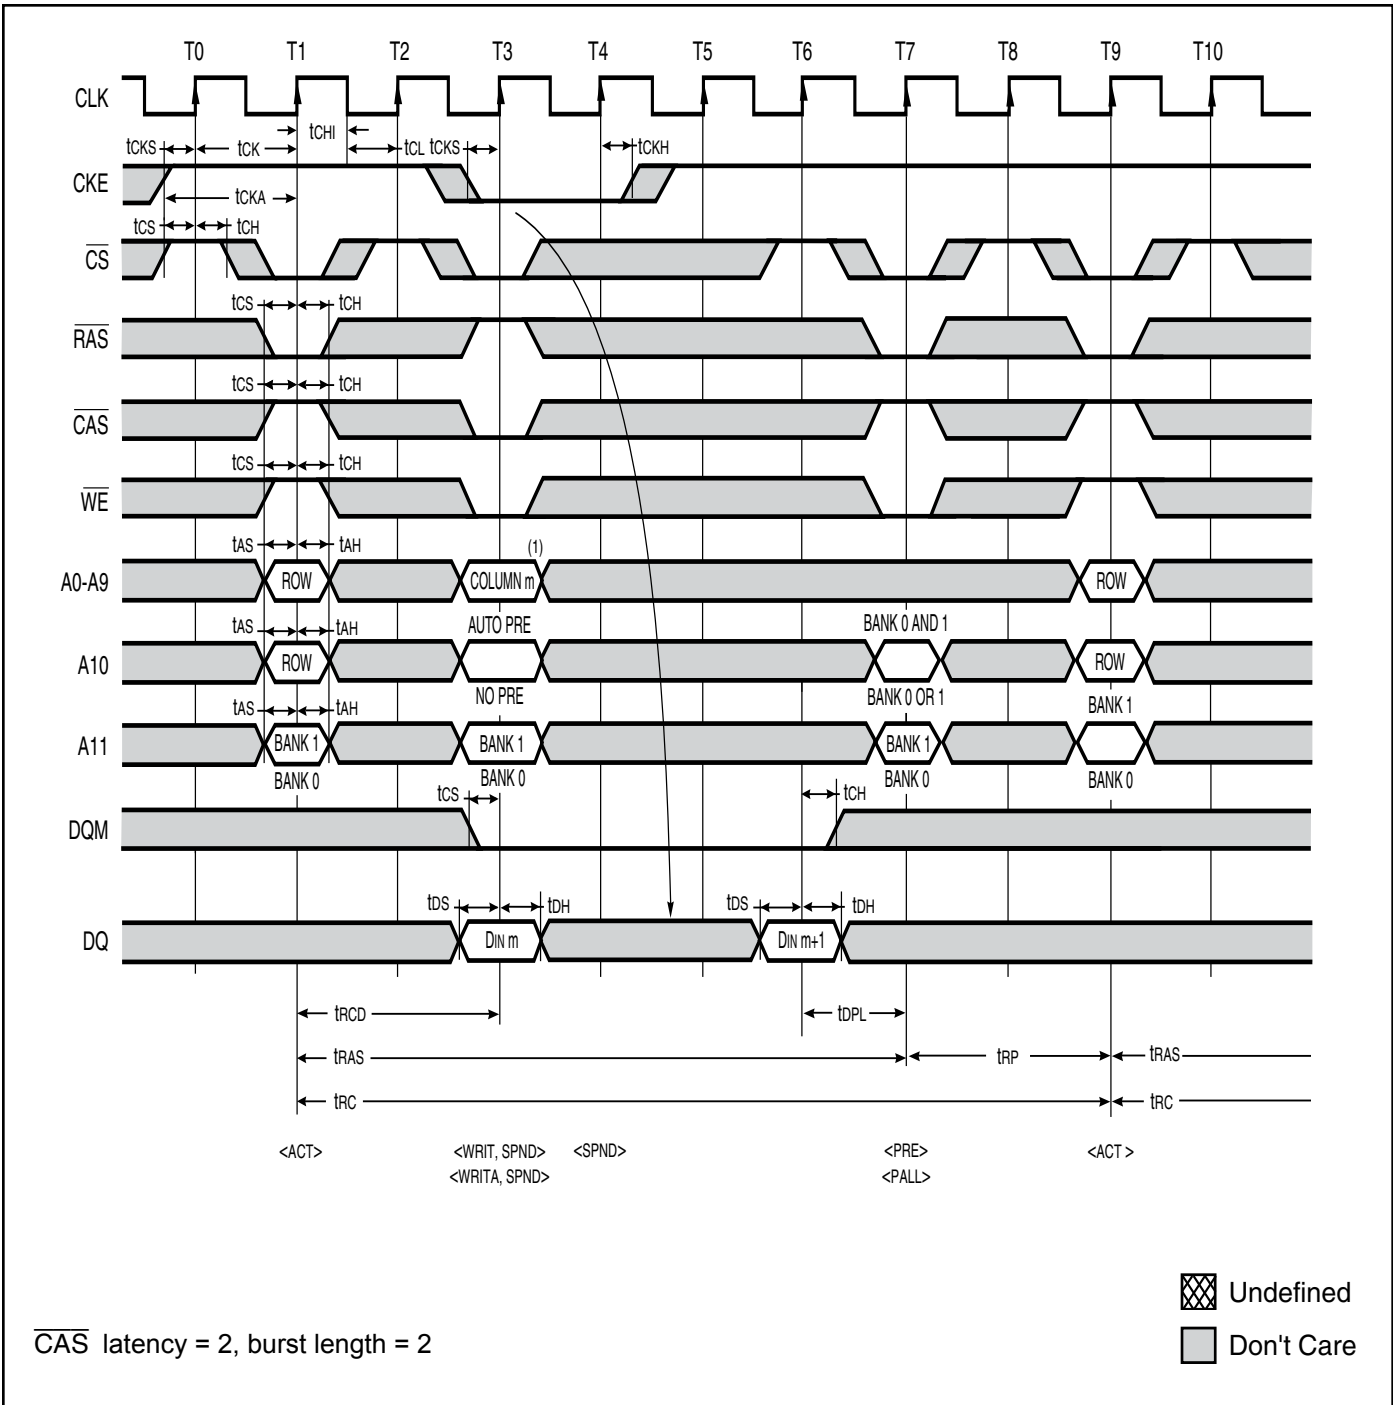 T0 T1 T2 T3 T4 T5 T6 T7 T8 T9 T10
CLK
tCHI
tCKS tCK tCL tCKS tCKH
CKE
tCKA
tCS tCH
CS
tCS tCH
RAS
tCS tCH
CAS
tCS tCH
WE
tAS tAH (1)
A0-A9 ROW COLUMN m ROW
tAS tAH AUTO PRE BANK 0 AND 1
A10 ROW ROW
NO PRE BANK 0 OR 1 BANK 1
tAS tAH
A11 BANK 1 BANK 1 BANK 1
BANK 0 BANK 0 BANK 0 BANK 0
tCS tCH
DQM
tDS tDH tDS tDH
DQ DIN m DIN m+1
tRCD tDPL
tRAS tRP tRAS
tRC tRC
<ACT> <WRIT, SPND> <SPND> <PRE> <ACT >
<WRITA, SPND> <PALL>
Undefined
CAS latency = 2, burst length = 2
Don't Care